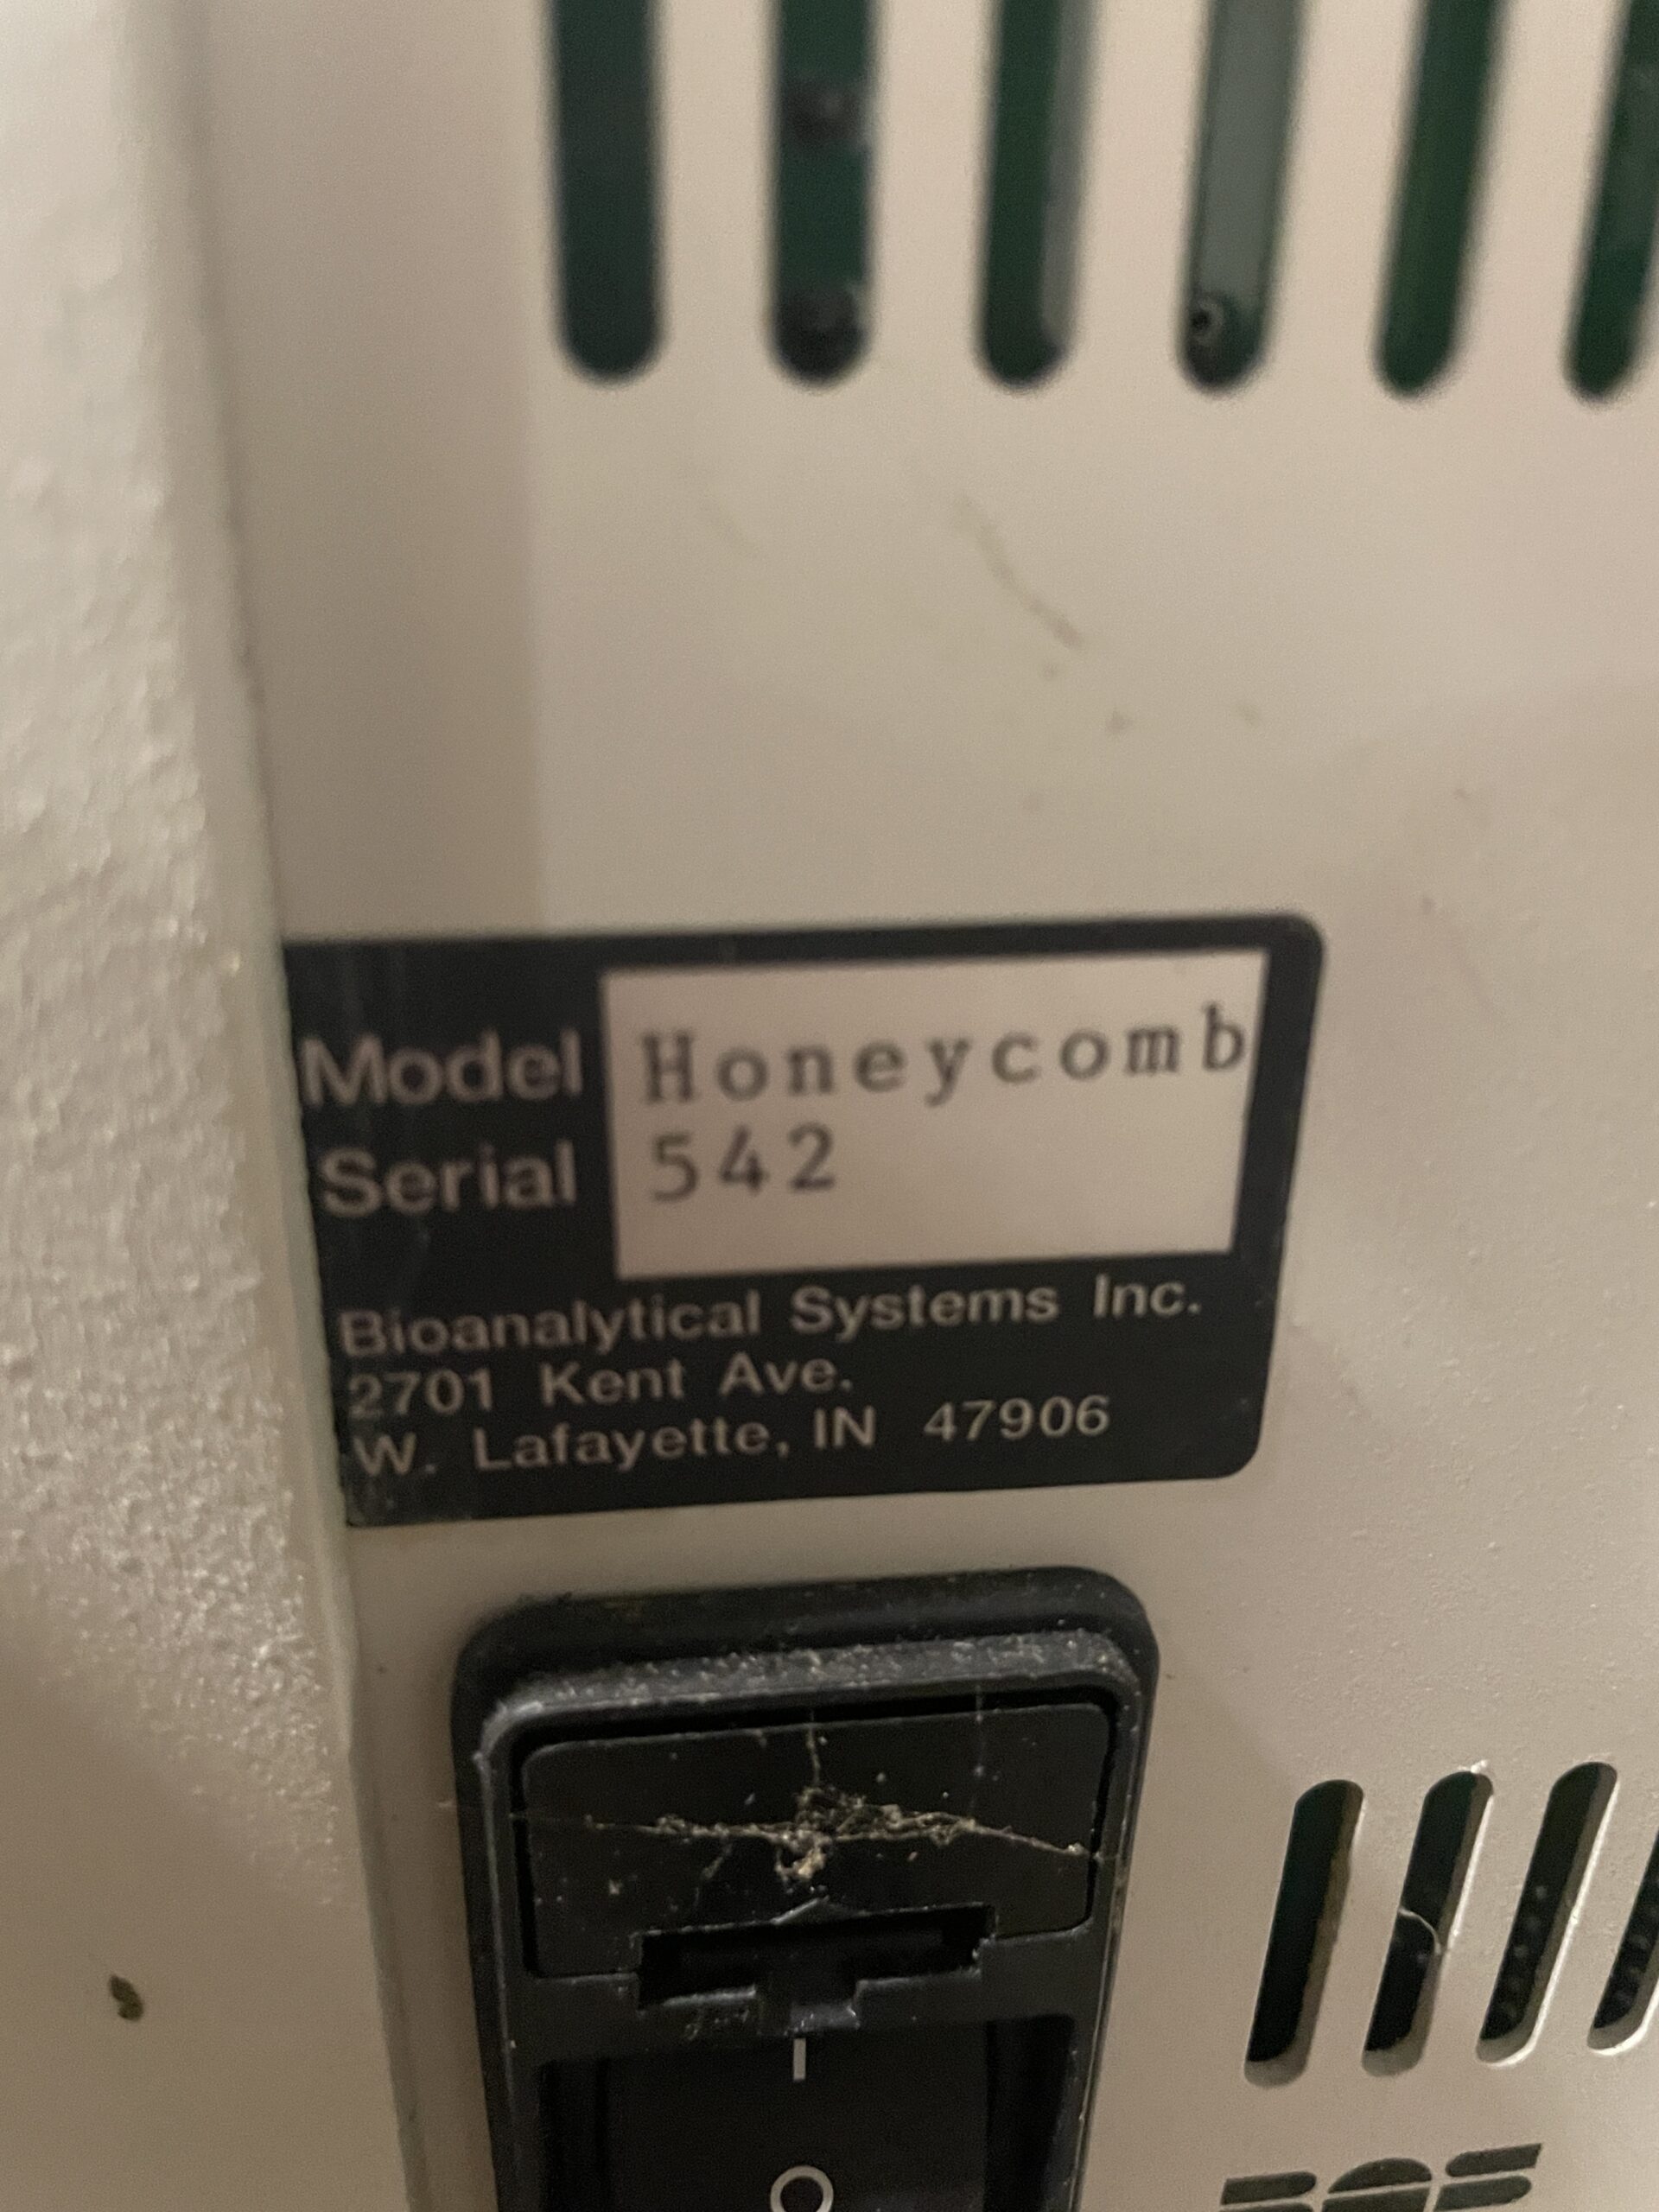 Model Honeycomb
Serial 542
Bioanalytical Systems Inc.
2701 Kent Ave.
W. Lafayette, IN 47906